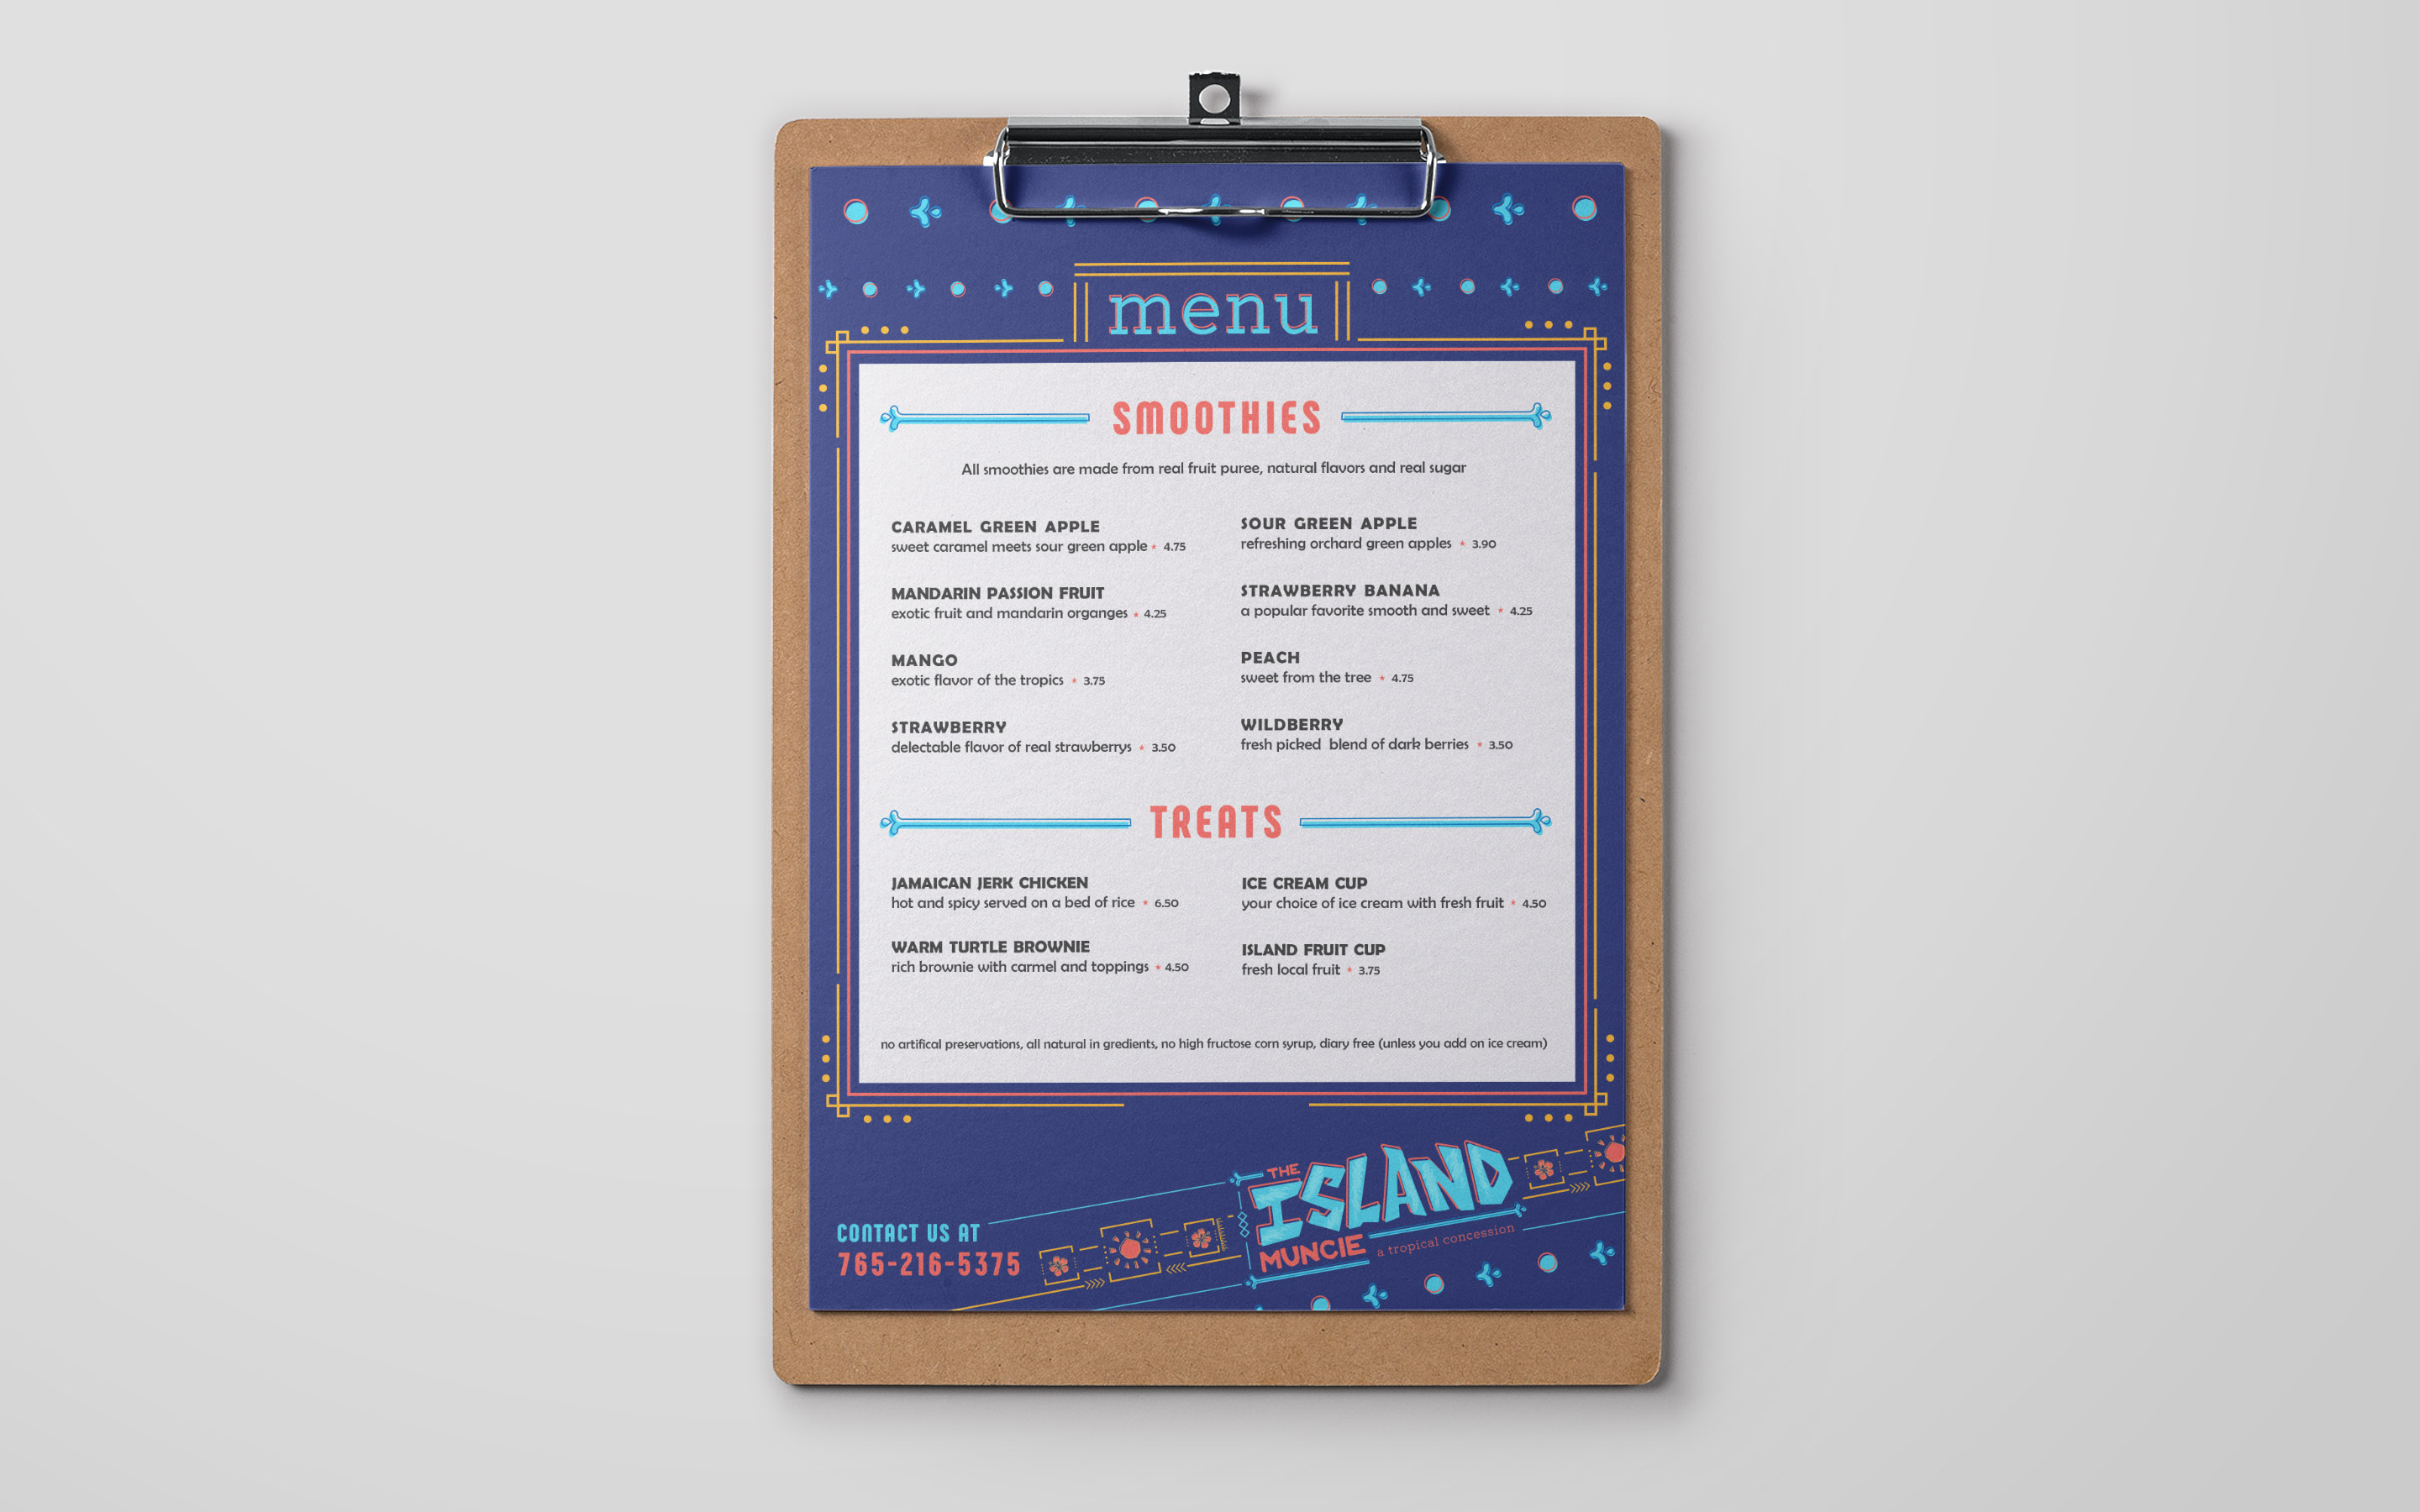 menu
SMOOTHIES
All smoothies are made from real fruit puree, natural flavors and real sugar
CARAMEL GREEN APPLE
sweet caramel meets sour green apple * 4.75
MANDARIN PASSION FRUIT
exotic fruit and mandarin organges * 4.25
MANGO
exotic flavor of the tropics * 3.75
STRAWBERRY
delectable flavor of real strawberrys * 3.50
SOUR GREEN APPLE
refreshing orchard green apples * 3.90
STRAWBERRY BANANA
a popular favorite smooth and sweet * 4.25
PEACH
sweet from the tree * 4.75
WILDBERRY
fresh picked blend of dark berries * 3.50
TREATS
JAMAICAN JERK CHICKEN
hot and spicy served on a bed of rice * 6.50
WARM TURTLE BROWNIE
rich brownie with carmel and toppings * 4.50
ICE CREAM CUP
your choice of ice cream with fresh fruit * 4.50
ISLAND FRUIT CUP
fresh local fruit * 3.75
no artifical preservations, all natural in gredients, no high fructose corn syrup, diary free (unless you add on ice cream)
CONTACT US AT
765-216-5375
THE
ISLAND
MUNCIE
a tropical concession